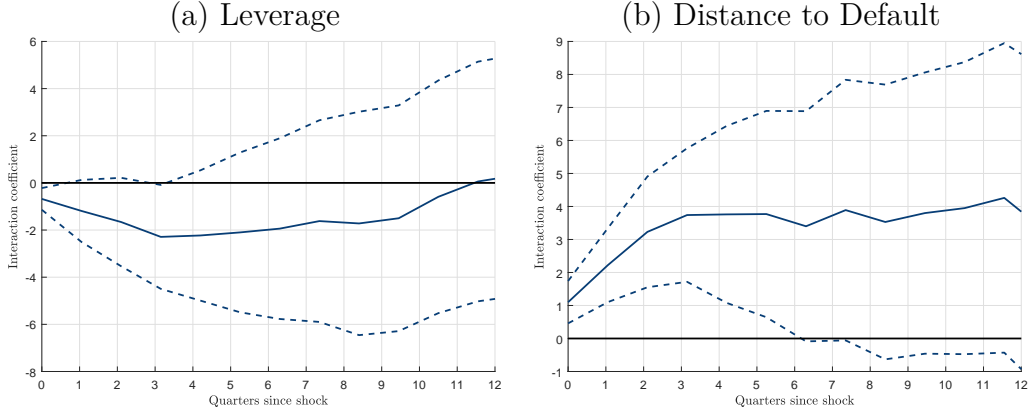 (a) Leverage
Interaction coefficient
6
4
2
0
-2
-4
-6
-8
0 1 2 3 4 5 6 7 8 9 10 11 12
Quarters since shock
(b) Distance to Default
Interaction coefficient
9
8
7
6
5
4
3
2
1
0
-1
0 1 2 3 4 5 6 7 8 9 10 11 12
Quarters since shock